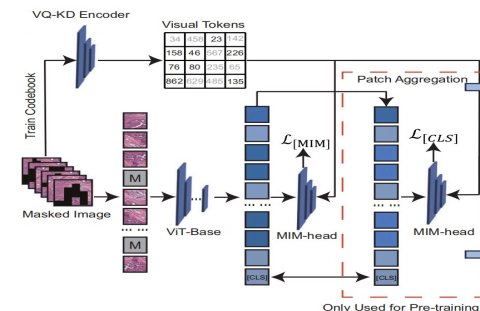 VQ-KD Encoder
Visual Tokens
34 458 23 142
158 46 567 226
76 80 235 65
862 629 485 135
Train Codebook
Patch Aggregation
L[MIM]
L[CLS]
M
M
... ...
... ...
... ...
...
Masked Image
ViT-Base
MIM-head
MIM-head
[CLS]
[CLS]
Only Used for Pre-training